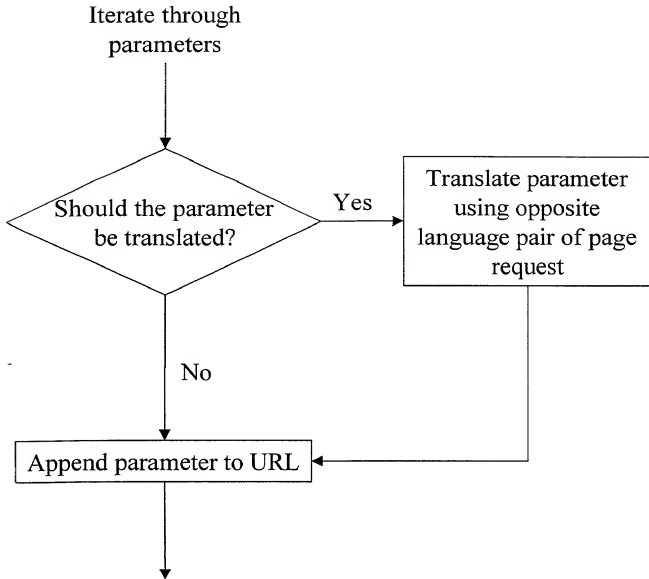 Iterate through
parameters
Should the parameter
be translated?
Yes
Translate parameter
using opposite
language pair of page
request
No
Append parameter to URL